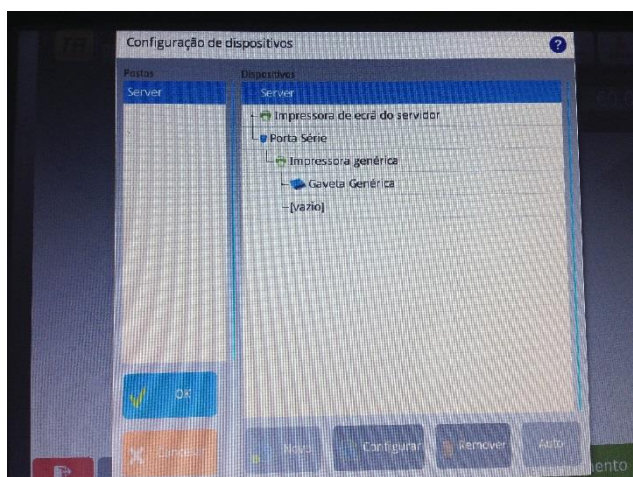 Configuração de dispositivos
?
Postos
Dispositivos
Server
Server
Impressora de ecrã do servidor
Porta Série
Impressora genérica
Gaveta Genérica
[vazio]
OK
Cancelar
Novo
Configurar
Remover
Auto